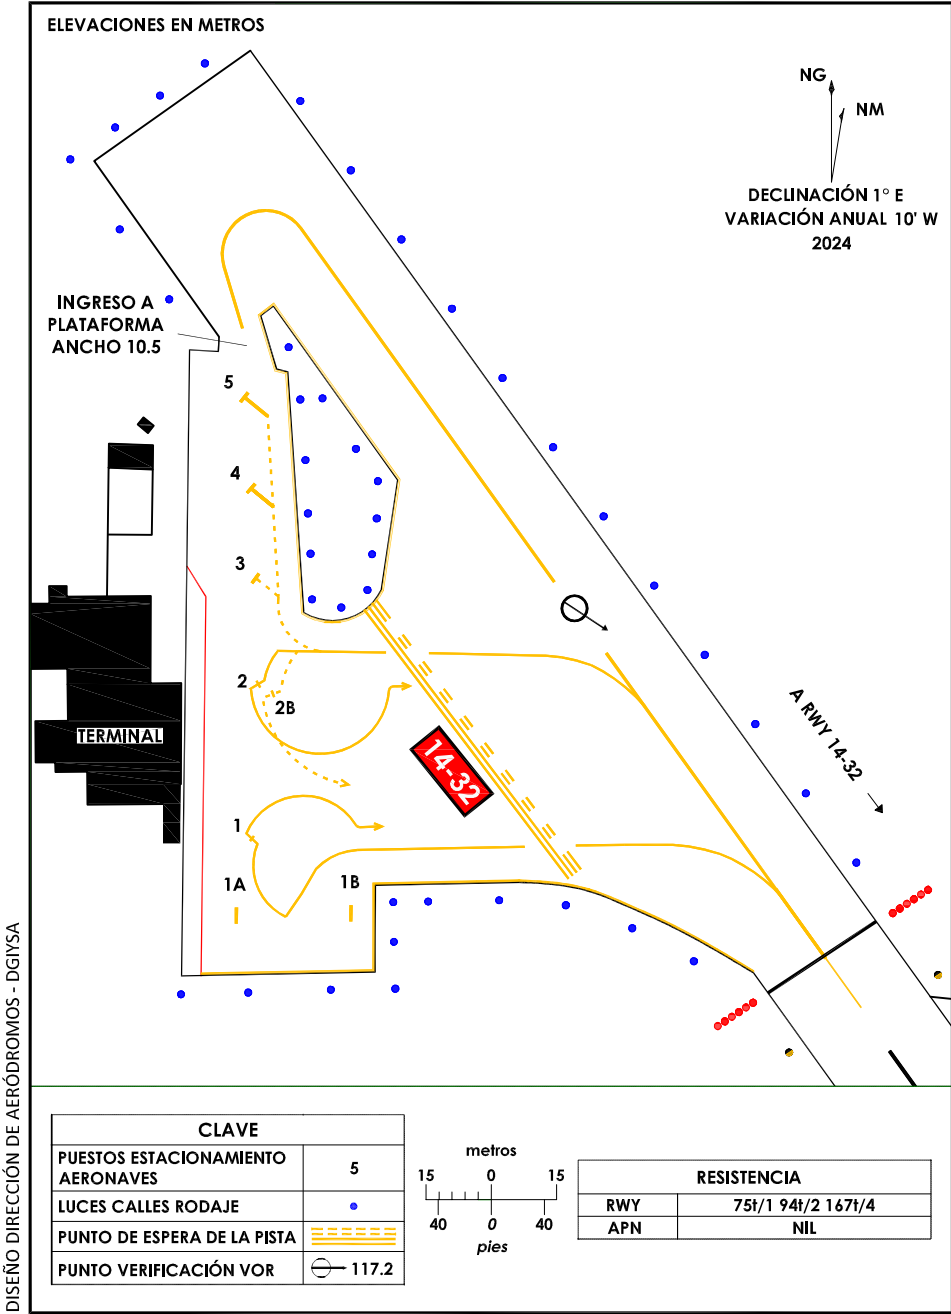 ELEVACIONES EN METROS
NG
NM
DECLINACIÓN 1° E
VARIACIÓN ANUAL 10' W
2024
INGRESO A
PLATAFORMA
ANCHO 10.5
5
4
3
2
2B
TERMINAL
14-32
A RWY 14-32
1
1A
1B
DISEÑO DIRECCIÓN DE AERÓDROMOS - DGIYSA
CLAVE
PUESTOS ESTACIONAMIENTO
AERONAVES
5
LUCES CALLES RODAJE
PUNTO DE ESPERA DE LA PISTA
PUNTO VERIFICACIÓN VOR
117.2
metros
15 0 15
40 0 40
pies
RESISTENCIA
RWY 75t/1 94t/2 167t/4
APN NIL